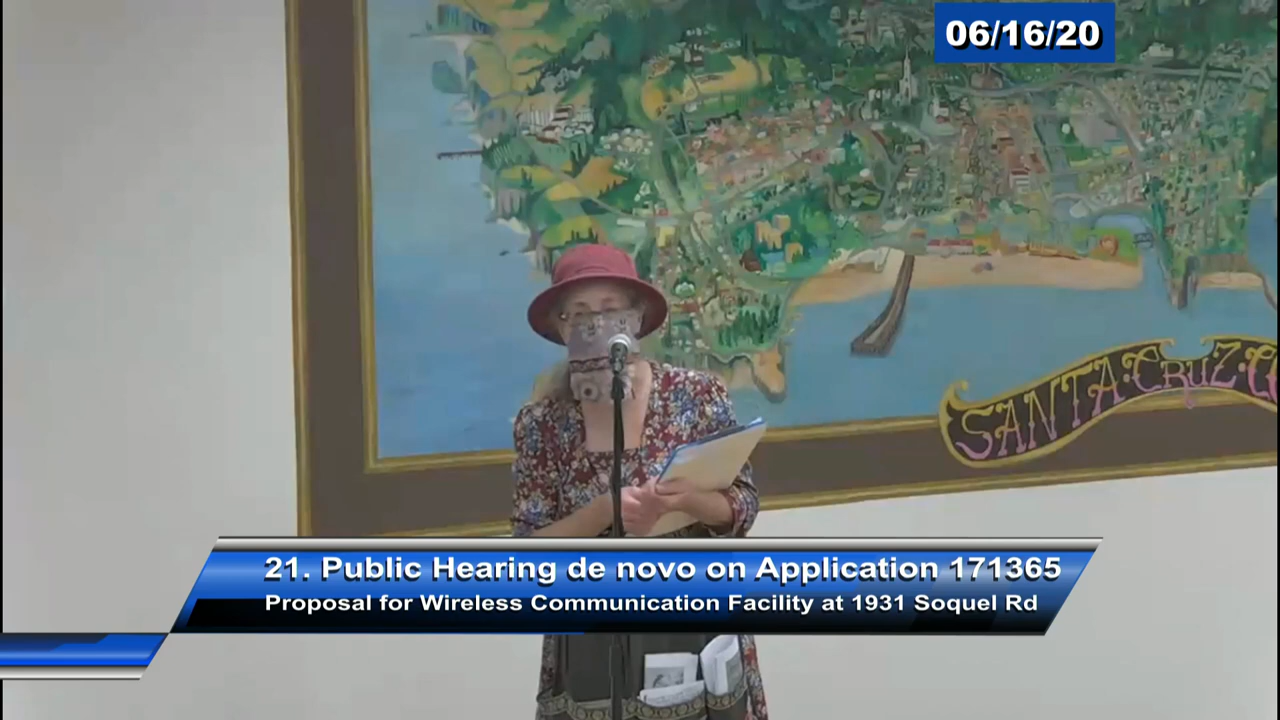 06/16/20
SANTA·CRUZ·
21. Public Hearing de novo on Application 171365
Proposal for Wireless Communication Facility at 1931 Soquel Rd